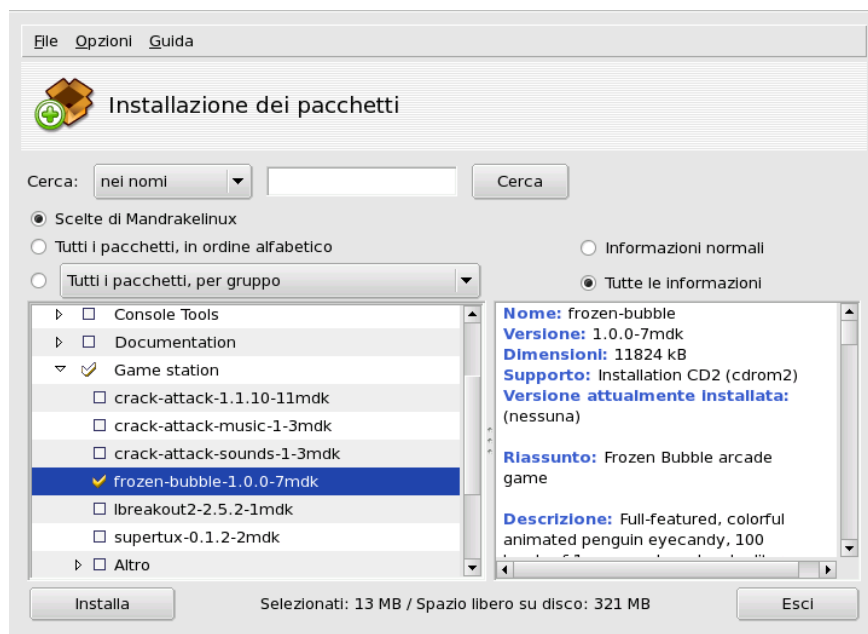 File Opzioni Guida
Installazione dei pacchetti
Cerca: nei nomi Cerca
Scelte di Mandrakelinux
Tutti i pacchetti, in ordine alfabetico
Tutti i pacchetti, per gruppo
Informazioni normali
Tutte le informazioni
Console Tools
Documentation
Game station
crack-attack-1.1.10-11mdk
crack-attack-music-1-3mdk
crack-attack-sounds-1-3mdk
frozen-bubble-1.0.0-7mdk
lbreakout2-2.5.2-1mdk
supertux-0.1.2-2mdk
Altro
Nome: frozen-bubble
Versione: 1.0.0-7mdk
Dimensioni: 11824 kB
Supporto: Installation CD2 (cdrom2)
Versione attualmente installata:
(nessuna)
Riassunto: Frozen Bubble arcade
game
Descrizione: Full-featured, colorful
animated penguin eyecandy, 100
Installa Selezionati: 13 MB / Spazio libero su disco: 321 MB Esci